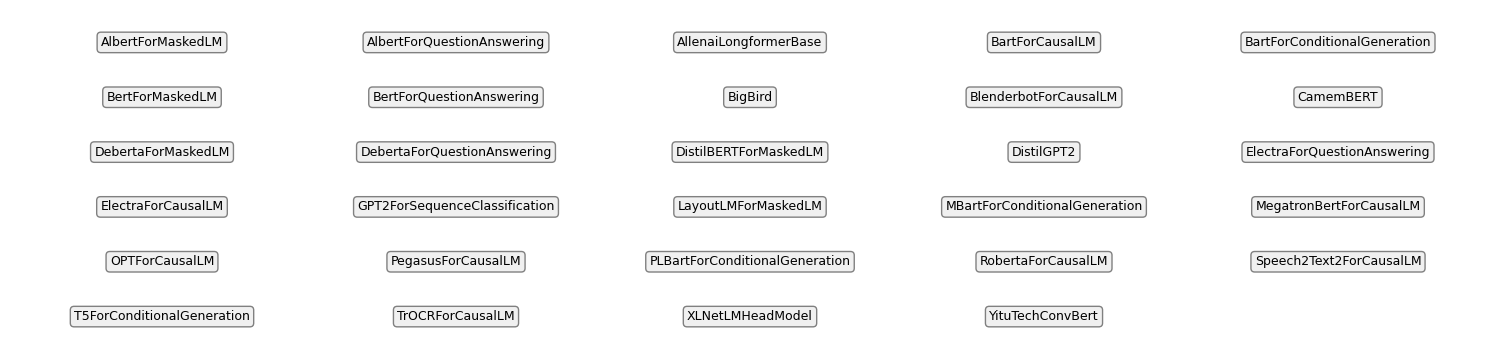 AlbertForMaskedLM AlbertForQuestionAnswering AllenaiLongformerBase BartForCausalLM BartForConditionalGeneration
BertForMaskedLM BertForQuestionAnswering BigBird BlenderbotForCausalLM CamemBERT
DebertaForMaskedLM DebertaForQuestionAnswering DistilBERTForMaskedLM DistilGPT2 ElectraForQuestionAnswering
ElectraForCausalLM GPT2ForSequenceClassification LayoutLMForMaskedLM MBartForConditionalGeneration MegatronBertForCausalLM
OPTForCausalLM PegasusForCausalLM PLBartForConditionalGeneration RobertaForCausalLM Speech2Text2ForCausalLM
T5ForConditionalGeneration TrOCRForCausalLM XLNetLMHeadModel YituTechConvBert